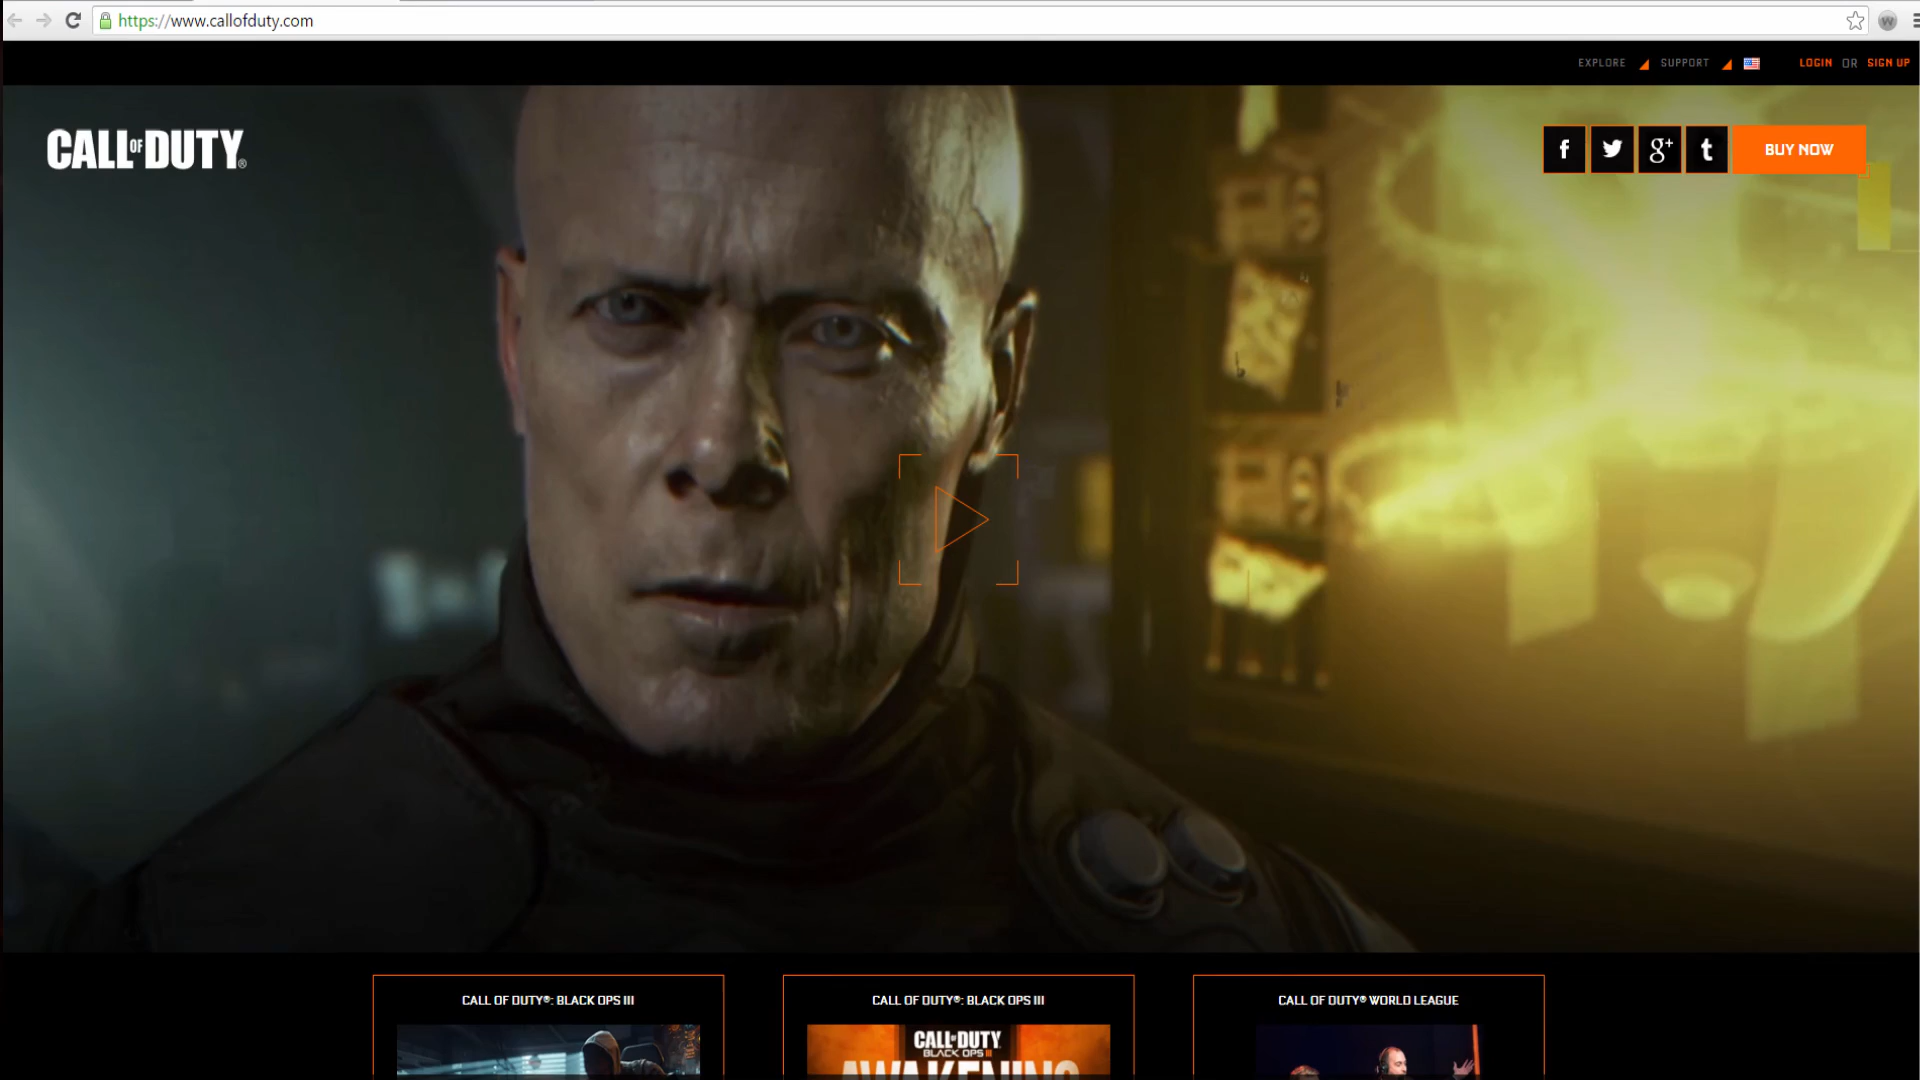 https://www.callofduty.com
EXPLORE SUPPORT LOGIN OR SIGN UP
CALL OF DUTY®
f g+ t BUY NOW
CALL OF DUTY®: BLACK OPS III
CALL OF DUTY®: BLACK OPS III
CALL OF DUTY® WORLD LEAGUE
CALL OF DUTY
BLACK OPS III
AWAKENING